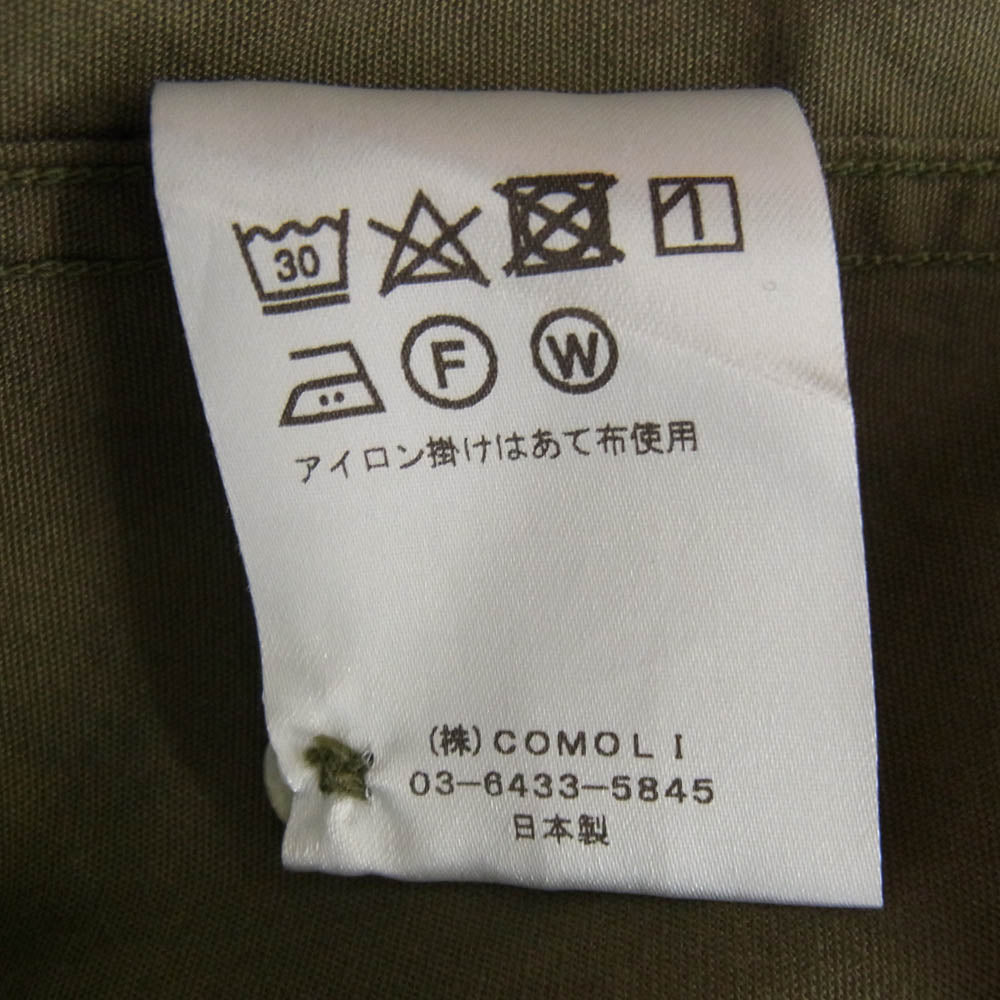 30
F W
アイロン掛けはあて布使用
(株)COMOLI
03-6433-5845
日本製